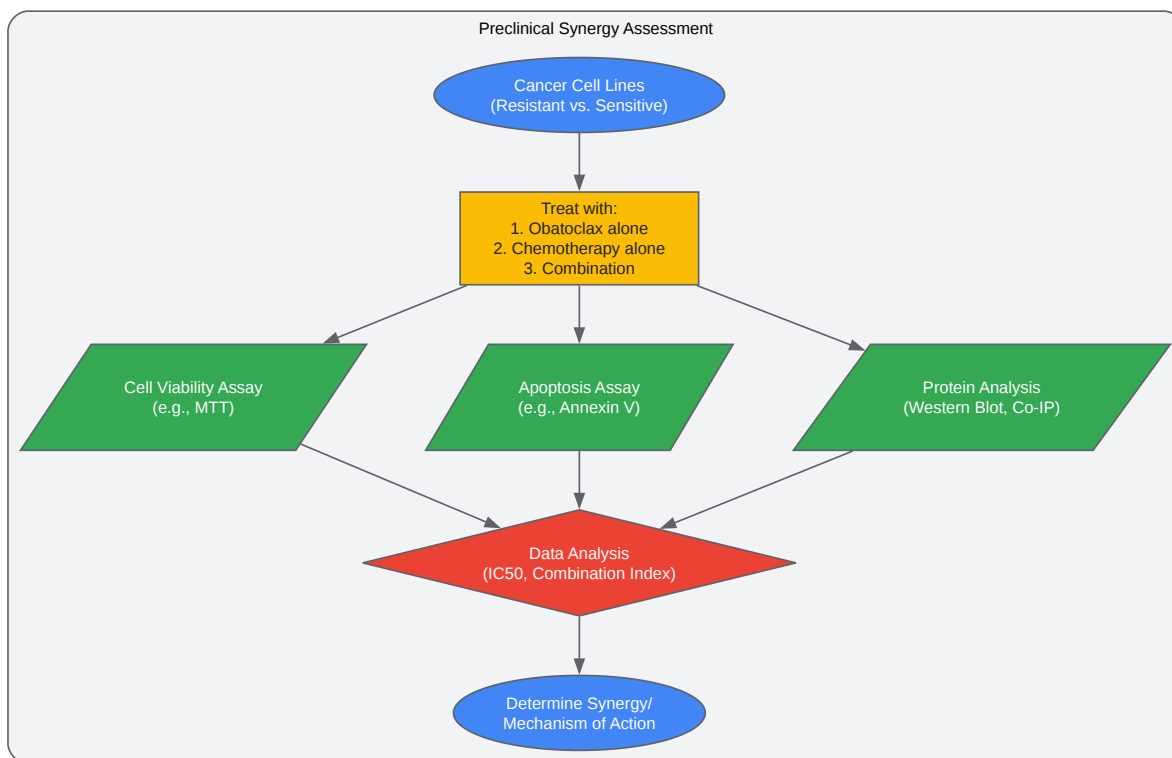 Preclinical Synergy Assessment
Cancer Cell Lines
(Resistant vs. Sensitive)
Treat with:
1. Obatoclax alone
2. Chemotherapy alone
3. Combination
Cell Viability Assay
(e.g., MTT)
Apoptosis Assay
(e.g., Annexin V)
Protein Analysis
(Western Blot, Co-IP)
Data Analysis
(IC50, Combination Index)
Determine Synergy/
Mechanism of Action